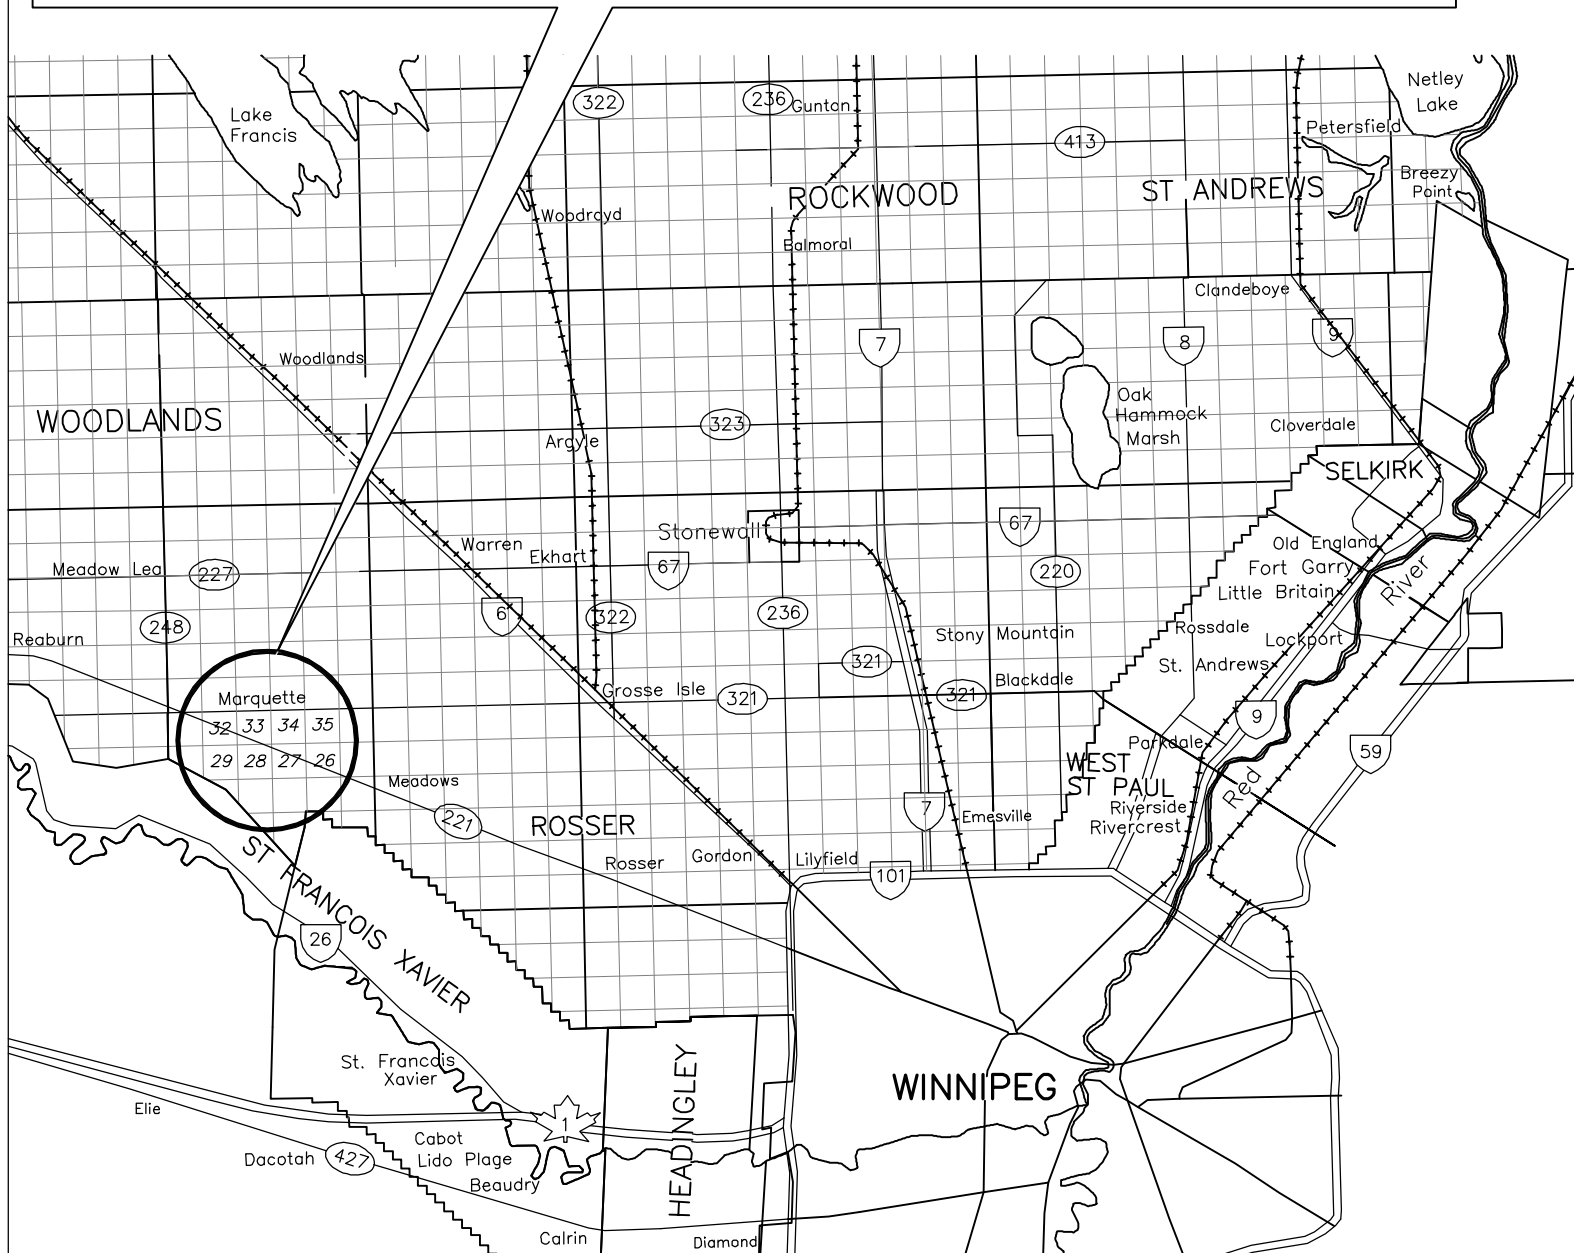 Netley
Lake
Lake
Francis
322
236
Gunton
413
Petersfield
Breezy
Point
ROCKWOOD
ST ANDREWS
Woodroyd
Balmoral
Clandeboye
7
8
9
Woodlands
WOODLANDS
323
Argyle
Oak
Hammock
Marsh
Cloverdale
SELKIRK
Stonewall
67
Warren
Ekhart
67
Old England
Fort Garry
Little Britain
River
Meadow Lea
227
220
248
6
322
236
Reaburn
Stony Mountain
Rossdale
Lockport
321
St. Andrews
Marquette
Grosse Isle
321
321
Blackdale
32 33 34 35
29 28 27 26
9
59
Parkdale
WEST
ST PAUL
Red
Meadows
221
ROSSER
7
Emesville
Riverside
Rivercrest
Rosser
Gordon
Lilyfield
101
ST FRANCOIS XAVIER
26
St. Francois
Xavier
HEADINGLEY
WINNIPEG
Elie
1
Cabot
Lido Plage
Dacotah
427
Beaudry
Calrin
Diamond